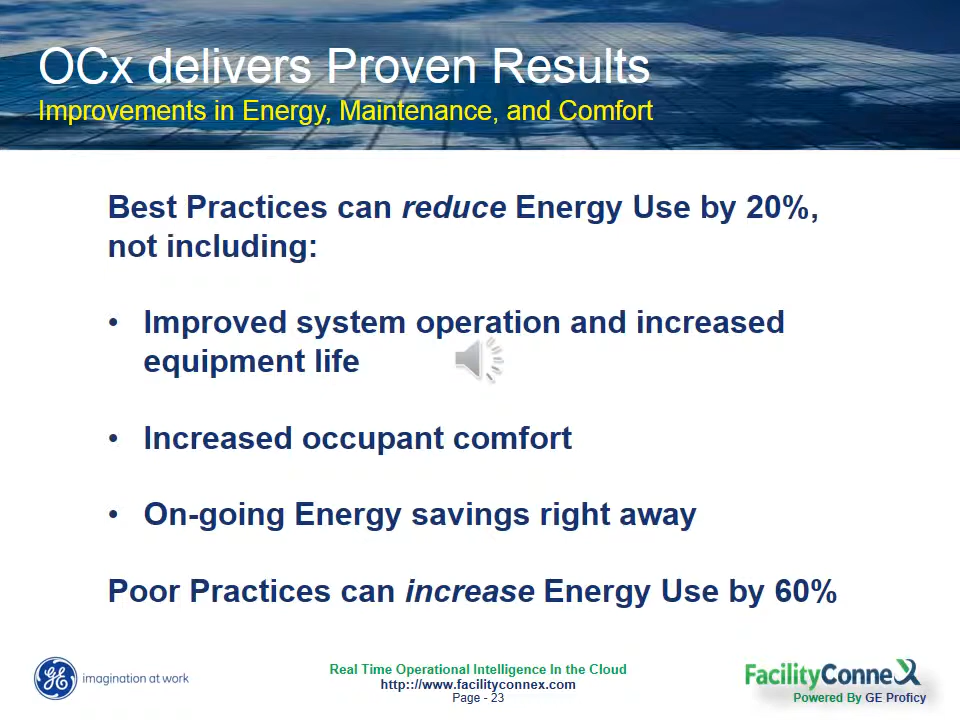 OCx delivers Proven Results
Improvements in Energy, Maintenance, and Comfort
Best Practices can reduce Energy Use by 20%,
not including:
• Improved system operation and increased
equipment life
• Increased occupant comfort
• On-going Energy savings right away
Poor Practices can increase Energy Use by 60%
GE imagination at work
Real Time Operational Intelligence In the Cloud
http:://www.facilityconnex.com
Page - 23
FacilityConneX
Powered By GE Proficy